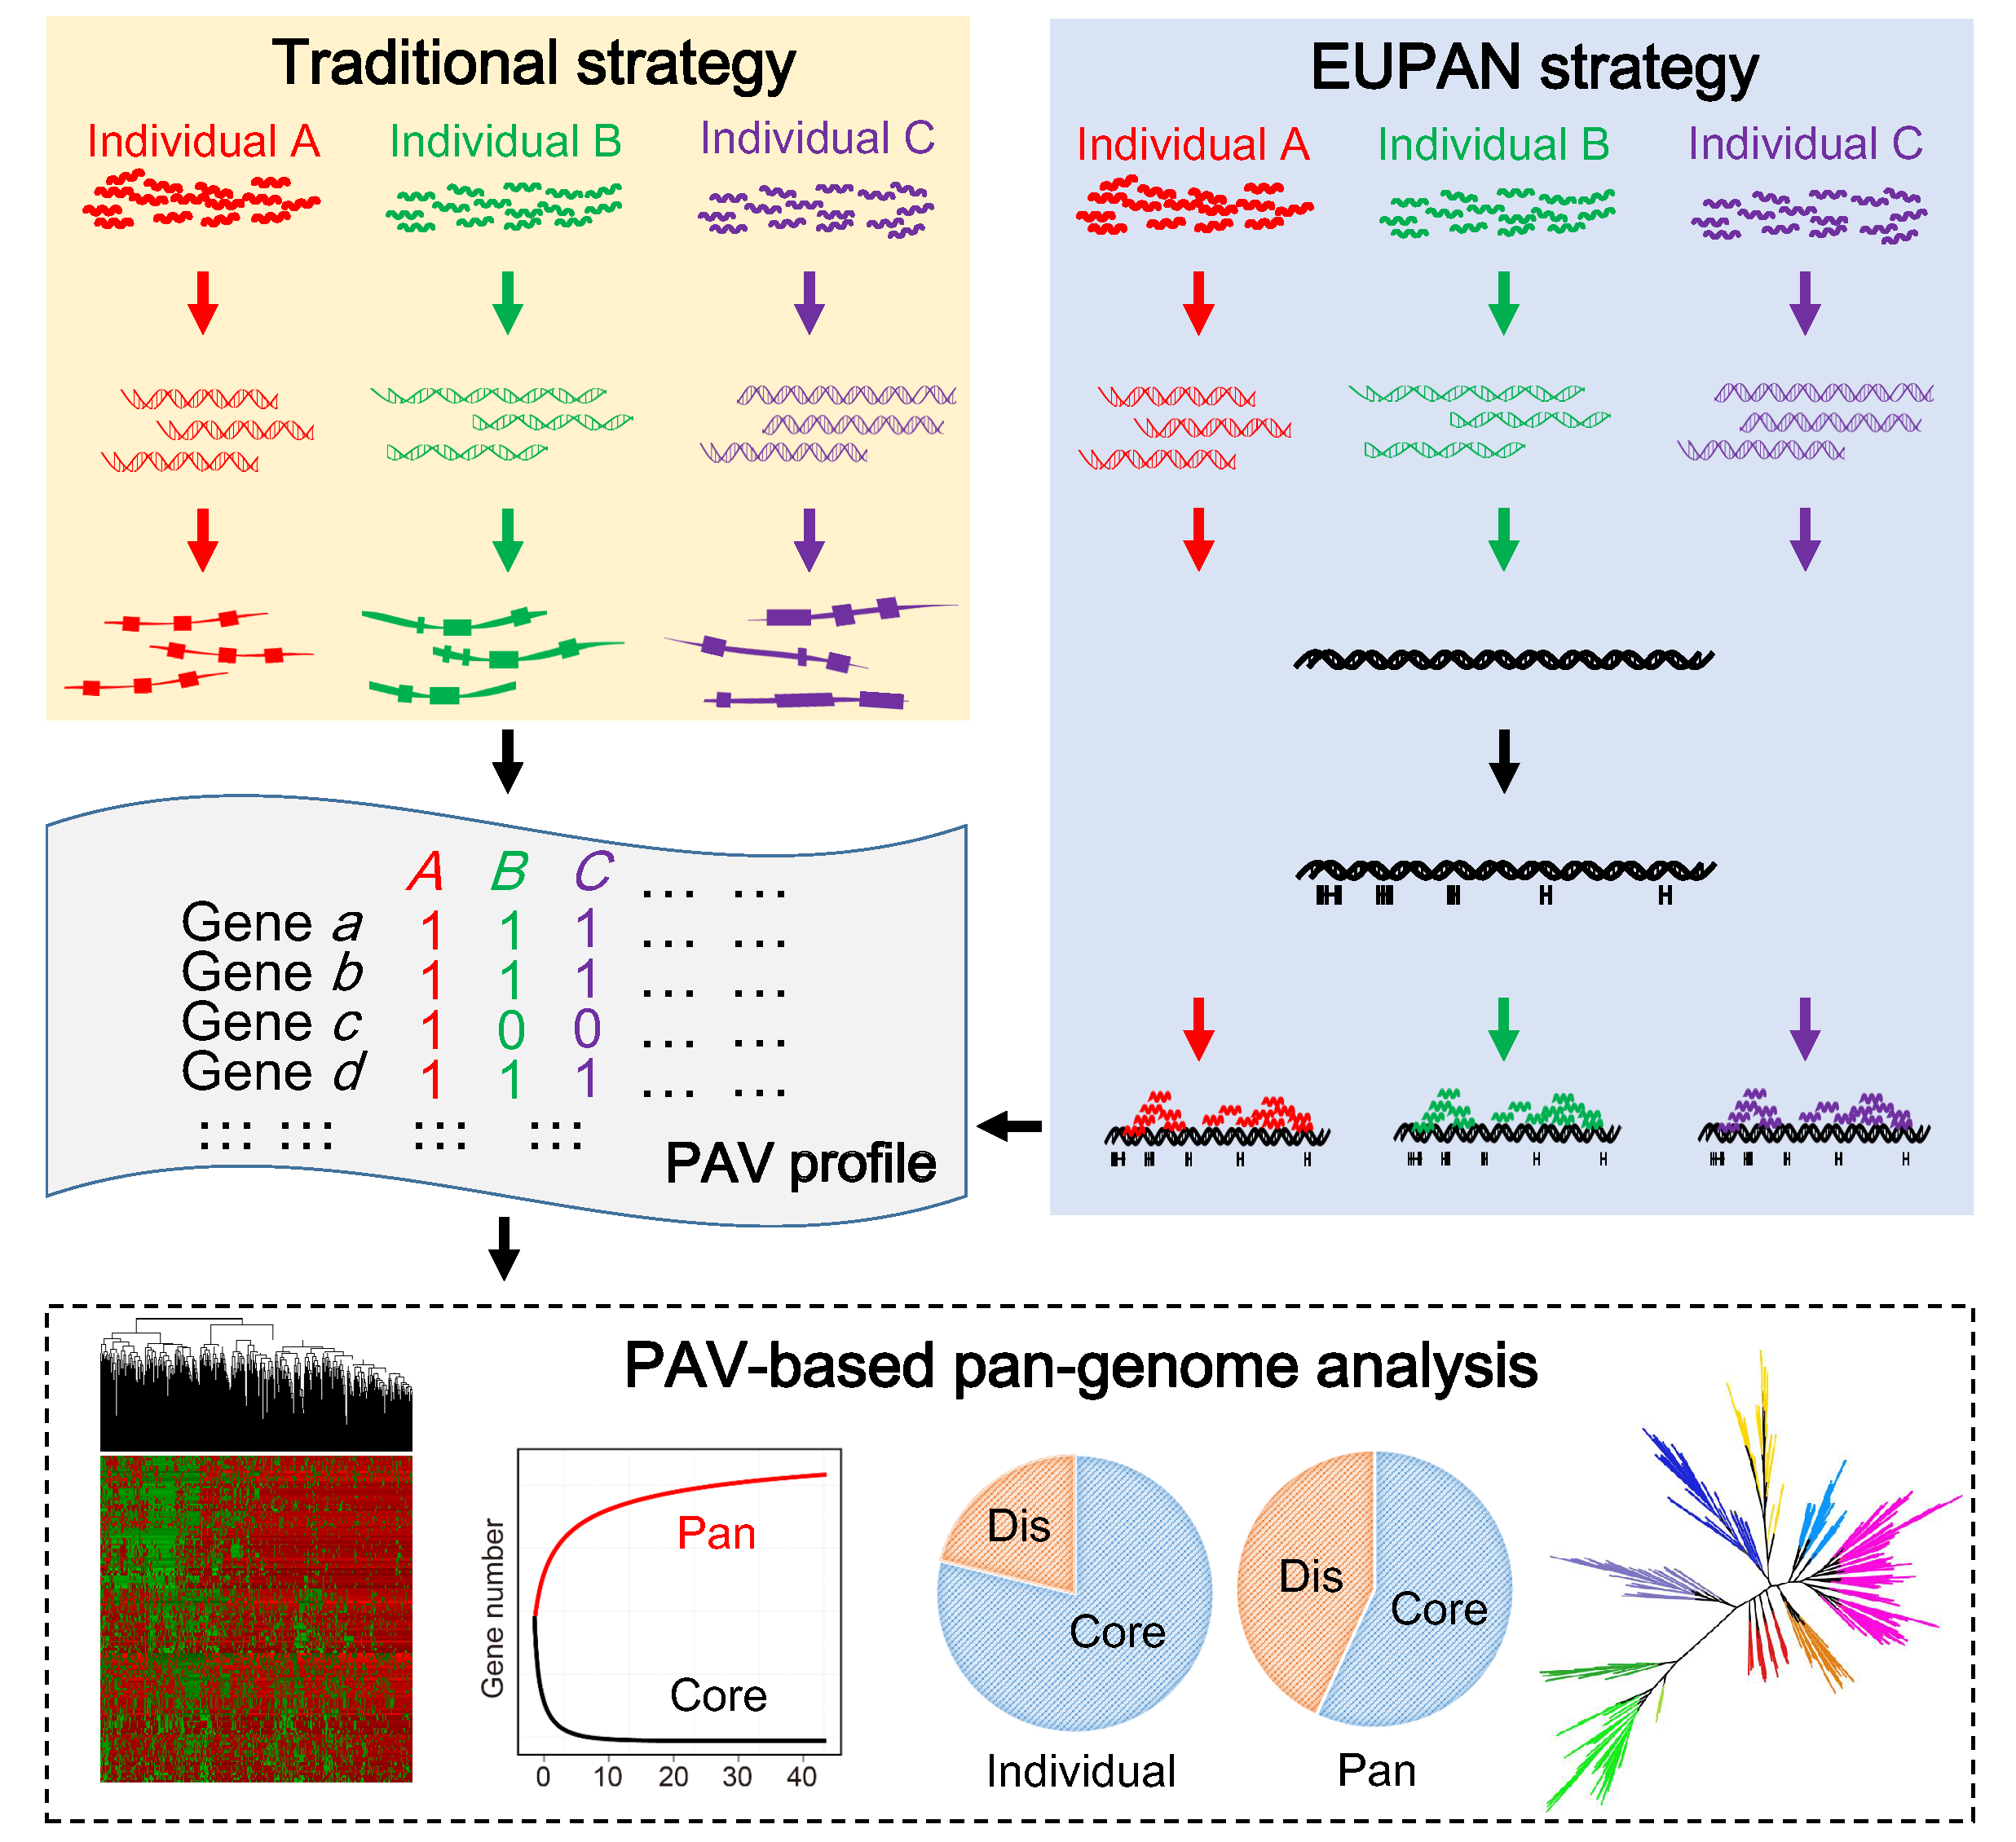 Traditional strategy
Individual A
Individual B
Individual C
EUPAN strategy
Individual A
Individual B
Individual C
A B C ... ...
Gene a 1 1 1 ... ...
Gene b 1 1 1 ... ...
Gene c 1 0 0 ... ...
Gene d 1 1 1 ... ...
PAV profile
PAV-based pan-genome analysis
Gene number
Pan
Core
0 10 20 30 40
Dis
Core
Individual
Dis
Core
Pan